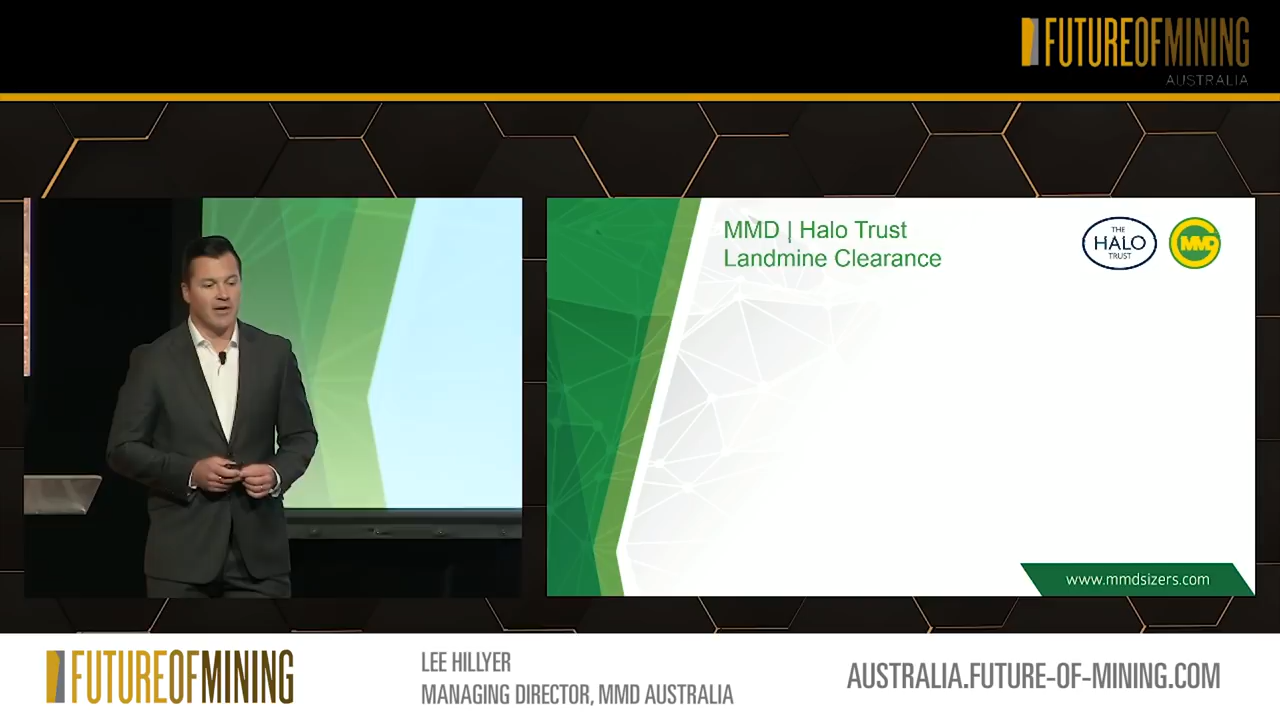 FUTUREOFMINING
AUSTRALIA
MMD | Halo Trust
Landmine Clearance
THE
HALO
TRUST
MMD
www.mmdsizers.com
FUTUREOFMINING
LEE HILLYER
MANAGING DIRECTOR, MMD AUSTRALIA
AUSTRALIA.FUTURE-OF-MINING.COM